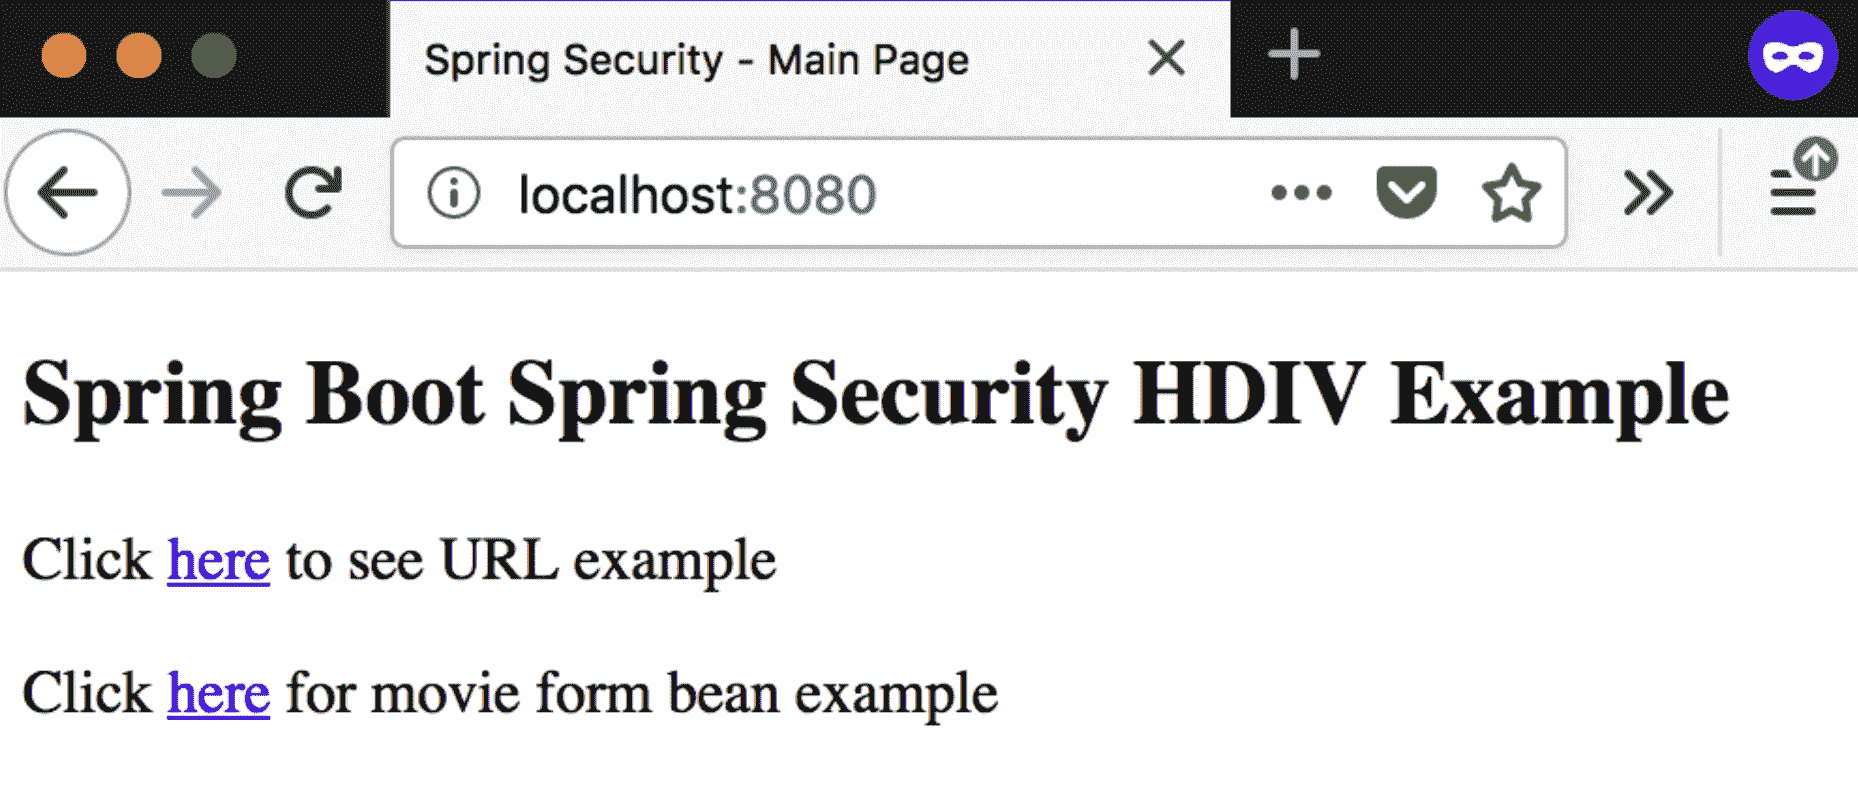 Spring Security - Main Page
localhost:8080
Spring Boot Spring Security HDIV Example
Click here to see URL example
Click here for movie form bean example